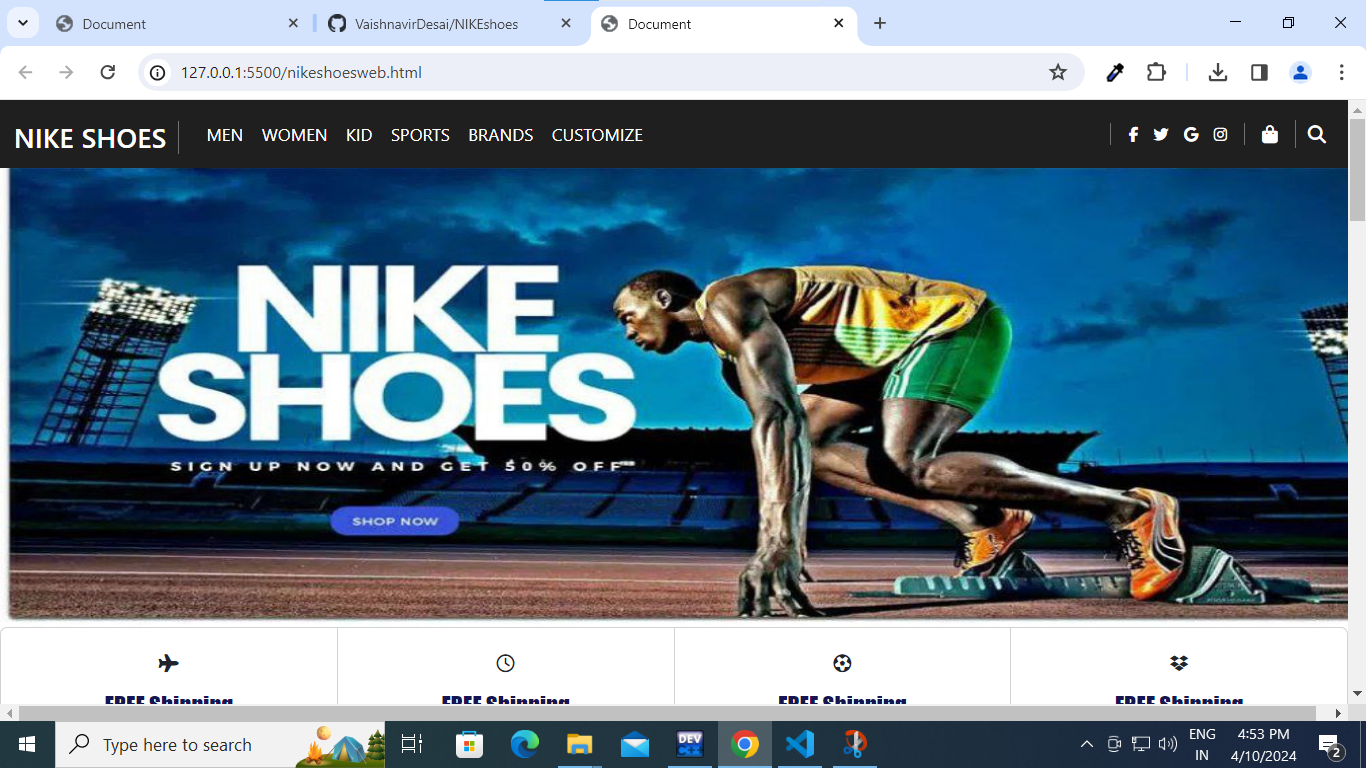 Document
VaishnavirDesai/NIKEshoes
Document
127.0.0.1:5500/nikeshoesweb.html
NIKE SHOES
MEN WOMEN KID SPORTS BRANDS CUSTOMIZE
NIKE
SHOES
SIGN UP NOW AND GET 50% OFF
SHOP NOW
FREE Shipping
FREE Shipping
FREE Shipping
FREE Shipping
Type here to search
DEV
C++
ENG
IN
4:53 PM
4/10/2024
2